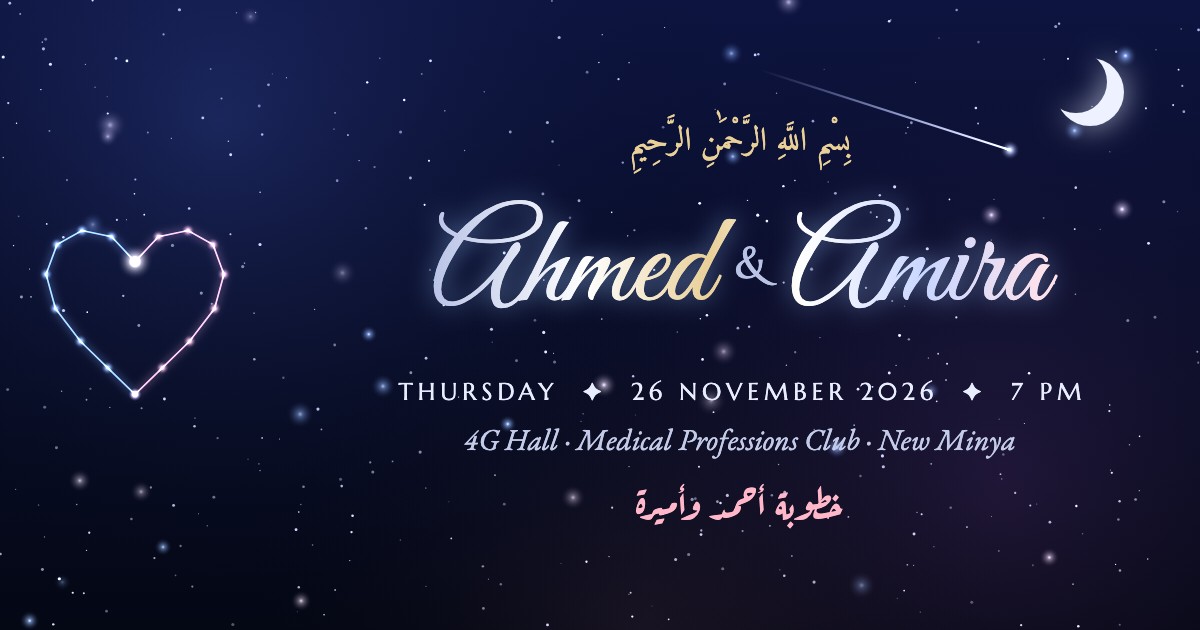 بِسْمِ اللَّهِ الرَّحْمَٰنِ الرَّحِيمِ
Ahmed & Amira
THURSDAY ✦ 26 NOVEMBER 2026 ✦ 7 PM
4G Hall · Medical Professions Club · New Minya
خطوبة أحمد وأميرة